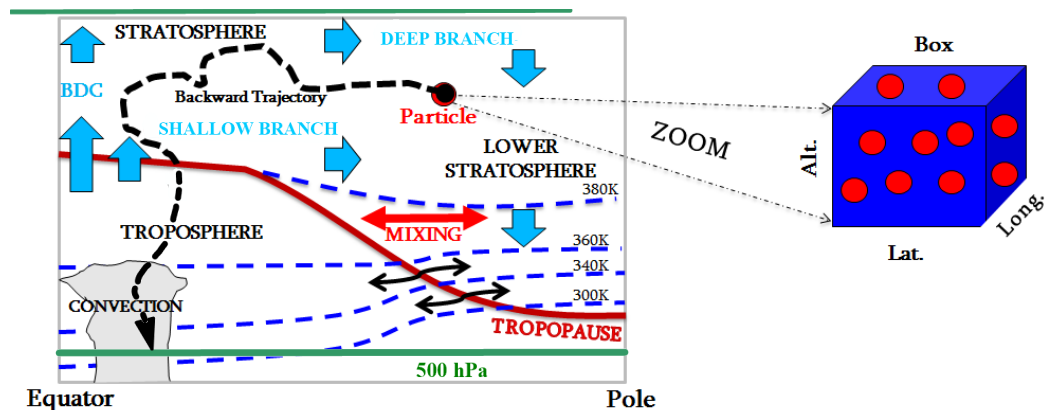 STRATOSPHERE
DEEP BRANCH
BDC
Backward Trajectory
Particle
SHALLOW BRANCH
LOWER
STRATOSPHERE
380K
TROPOSPHERE
MIXING
360K
340K
300K
CONVECTION
TROPOPAUSE
500 hPa
Equator
Pole
ZOOM
Box
Alt.
Long.
Lat.